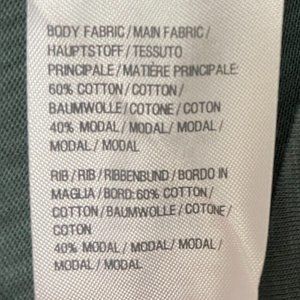 BODY FABRIC / MAIN FABRIC /
HAUPTSTOFF / TESSUTO
PRINCIPALE / MATIÈRE PRINCIPALE:
60% COTTON / COTTON /
BAUMWOLLE / COTONE / COTON
40% MODAL / MODAL / MODAL /
MODAL / MODAL
RIB / RIB / RIBBENBUND / BORDO IN
MAGLIA / BORD: 60% COTTON /
COTTON / BAUMWOLLE / COTONE /
COTON
40% MODAL / MODAL / MODAL /
MODAL / MODAL